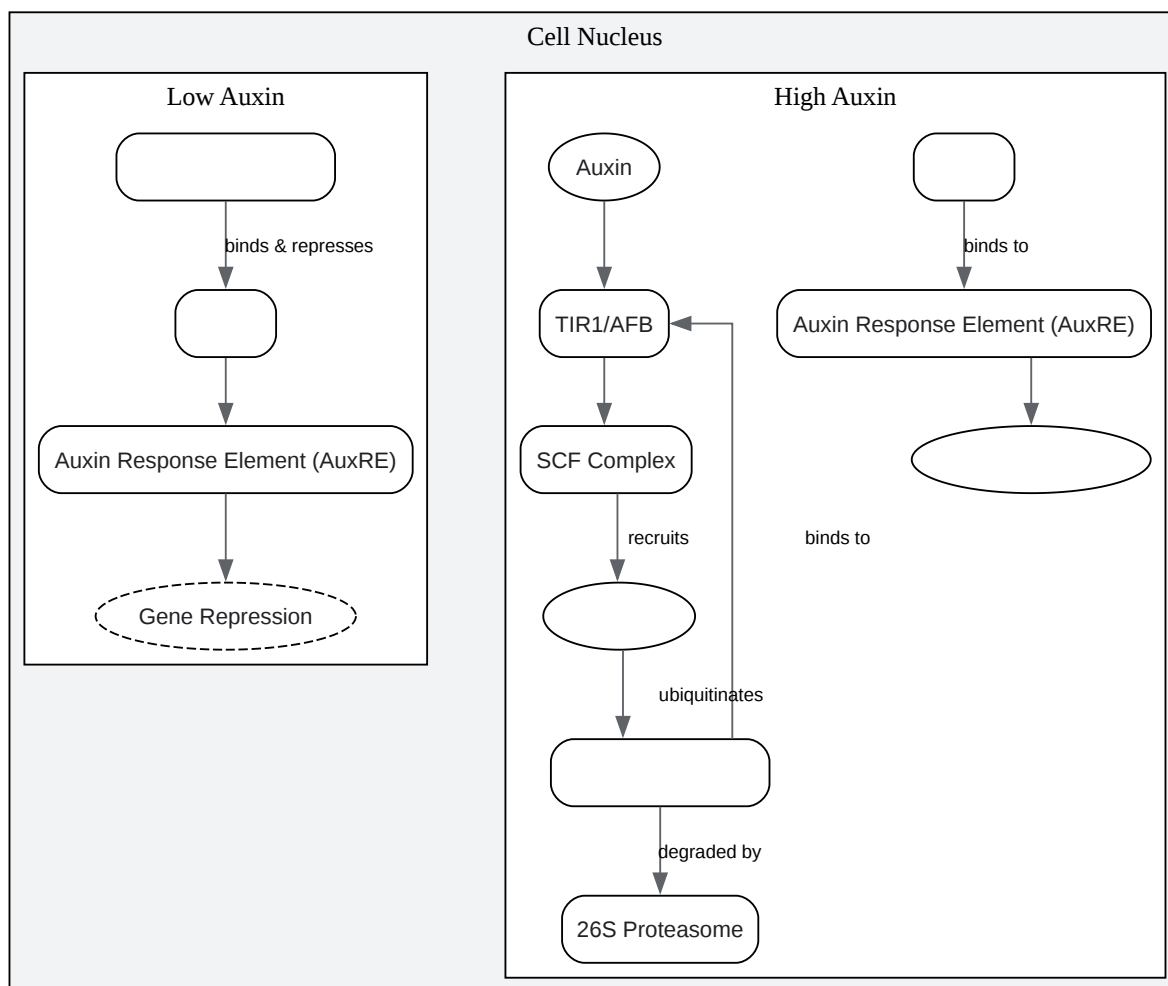 Cell Nucleus
Low Auxin
binds & represses
Auxin Response Element (AuxRE)
Gene Repression
High Auxin
Auxin
TIR1/AFB
SCF Complex
recruits
ubiquitinates
degraded by
26S Proteasome
binds to
binds to
Auxin Response Element (AuxRE)